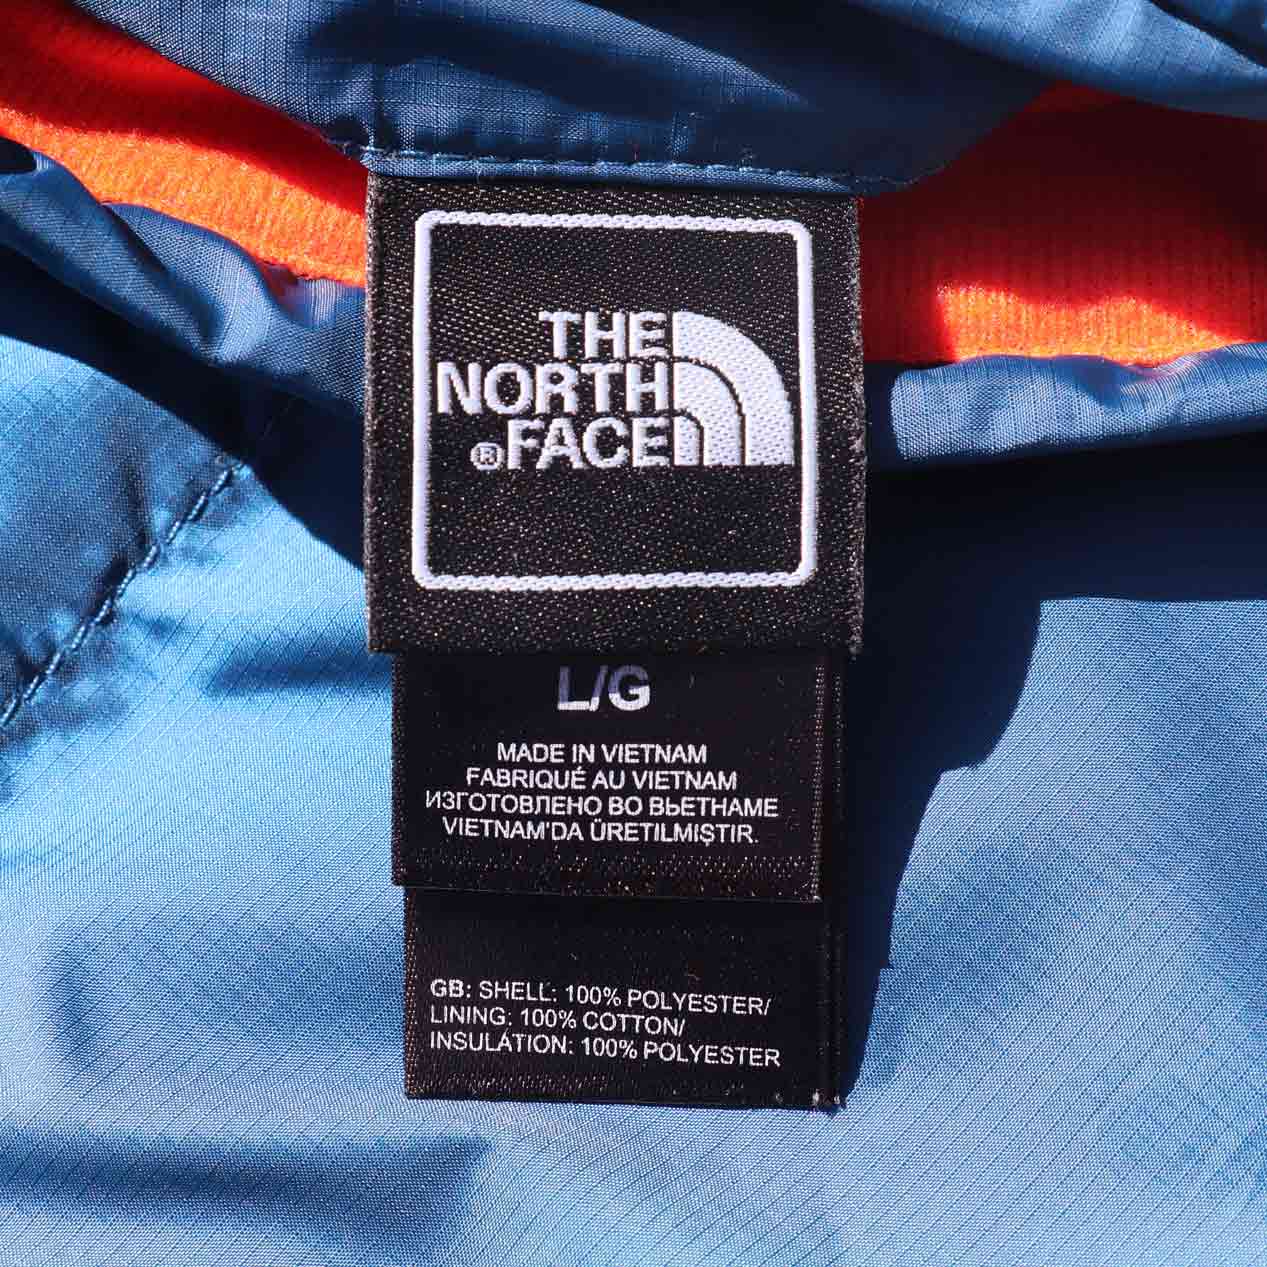 THE
NORTH
®FACE
L/G
MADE IN VIETNAM
FABRIQUÉ AU VIETNAM
ИЗГОТОВЛЕНО ВО ВЬЕТНАМЕ
VIETNAM'DA ÜRETILMIŞTIR.
GB: SHELL: 100% POLYESTER/
LINING: 100% COTTON/
INSULATION: 100% POLYESTER